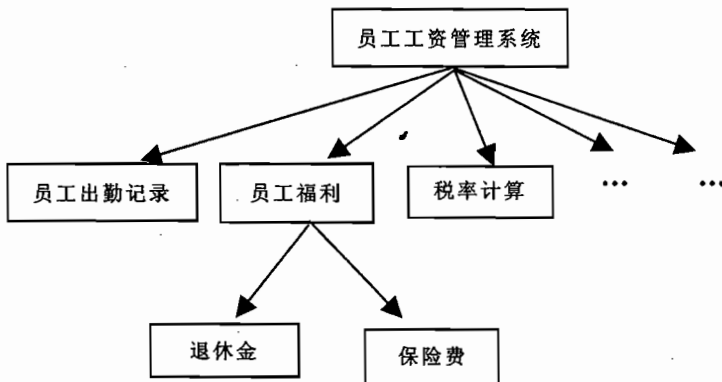 员工工资管理系统
员工出勤记录
员工福利
税率计算
…
…
退休金
保险费